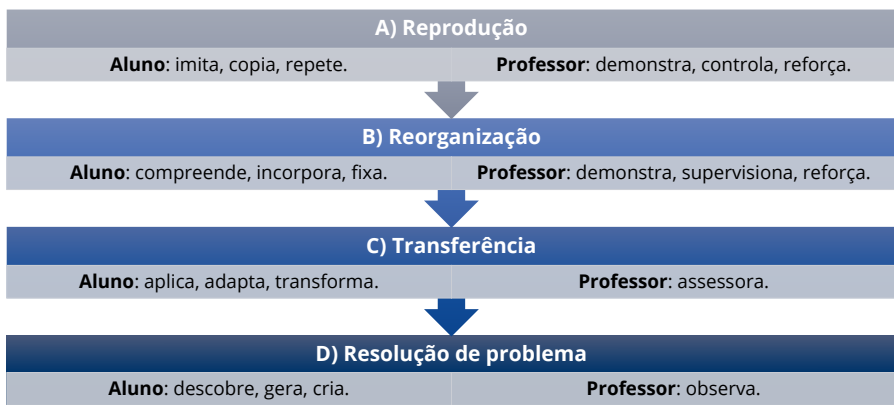 A) Reprodução
Aluno: imita, copia, repete. Professor: demonstra, controla, reforça.
B) Reorganização
Aluno: compreende, incorpora, fixa. Professor: demonstra, supervisiona, reforça.
C) Transferência
Aluno: aplica, adapta, transforma. Professor: assessora.
D) Resolução de problema
Aluno: descobre, gera, cria. Professor: observa.